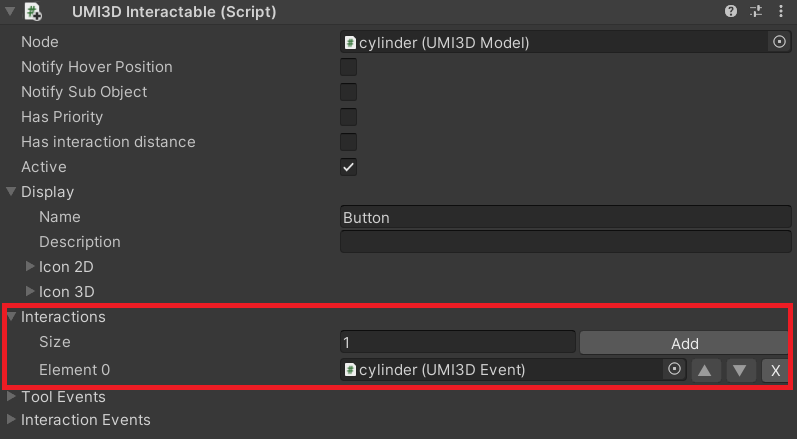 UMI3D Interactable (Script)
Node cylinder (UMI3D Model)
Notify Hover Position
Notify Sub Object
Has Priority
Has interaction distance
Active
Display
Name Button
Description
Icon 2D
Icon 3D
Interactions
Size 1 Add
Element 0 cylinder (UMI3D Event) X
Tool Events
Interaction Events